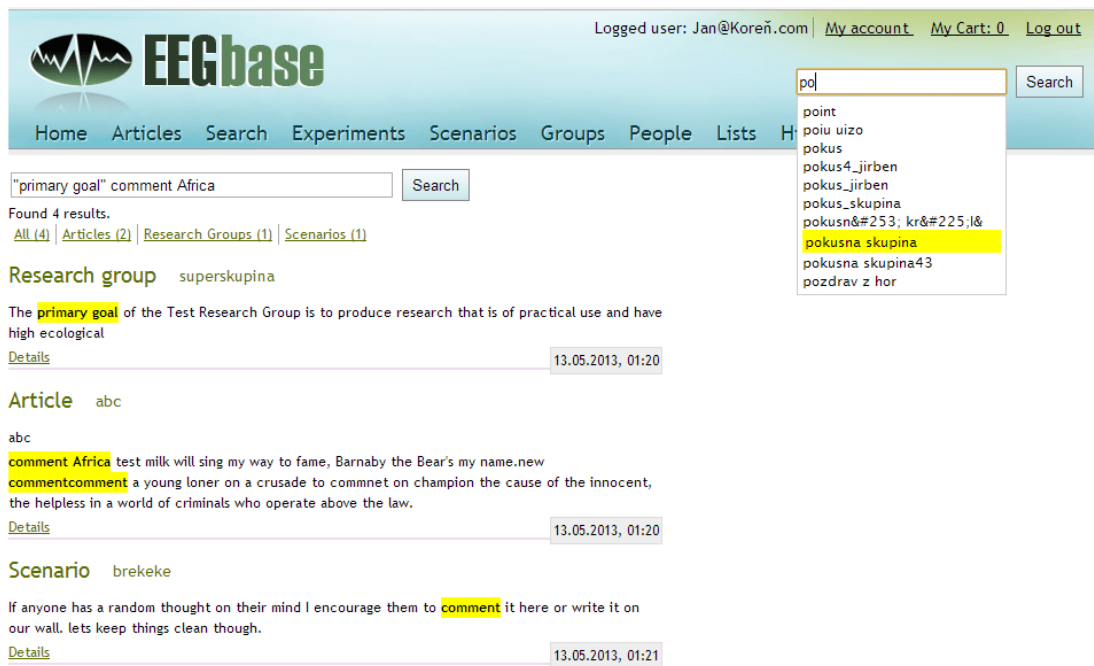 Logged user: Jan@Koreň.com My account My Cart: 0 Log out
EEGbase
po Search
Home Articles Search Experiments Scenarios Groups People Lists H
point
poiu uizo
pokus
pokus4_jirben
pokus_jirben
pokus_skupina
pokusn&#253; kr&#225;l&
pokusna skupina
pokusna skupina43
pozdrav z hor
"primary goal" comment Africa Search
Found 4 results.
All (4) Articles (2) Research Groups (1) Scenarios (1)
Research group superskupina
The primary goal of the Test Research Group is to produce research that is of practical use and have
high ecological
Details 13.05.2013, 01:20
Article abc
abc
comment Africa test milk will sing my way to fame, Barnaby the Bear's my name.new
commentcomment a young loner on a crusade to commnet on champion the cause of the innocent,
the helpless in a world of criminals who operate above the law.
Details 13.05.2013, 01:20
Scenario brekeke
If anyone has a random thought on their mind I encourage them to comment it here or write it on
our wall. lets keep things clean though.
Details 13.05.2013, 01:21